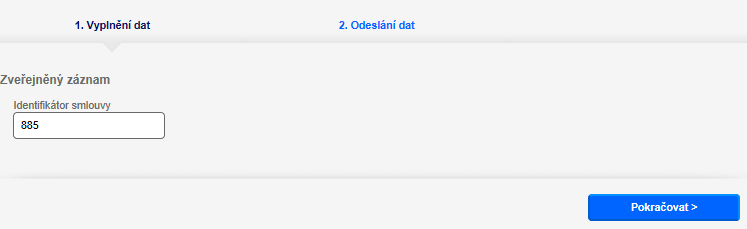 1. Vyplnění dat
2. Odeslání dat
Zveřejněný záznam
Identifikátor smlouvy
885
Pokračovat >